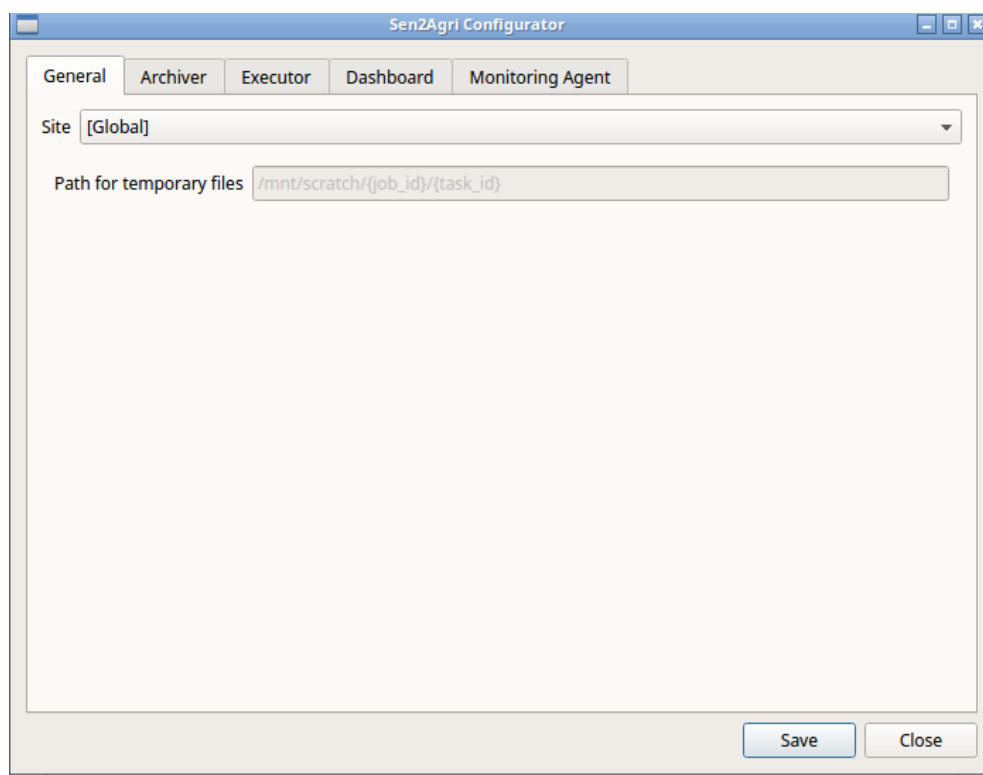 Sen2Agri Configurator
General Archiver Executor Dashboard Monitoring Agent
Site [Global]
Path for temporary files /mnt/scratch/{job_id}/{task_id}
Save Close